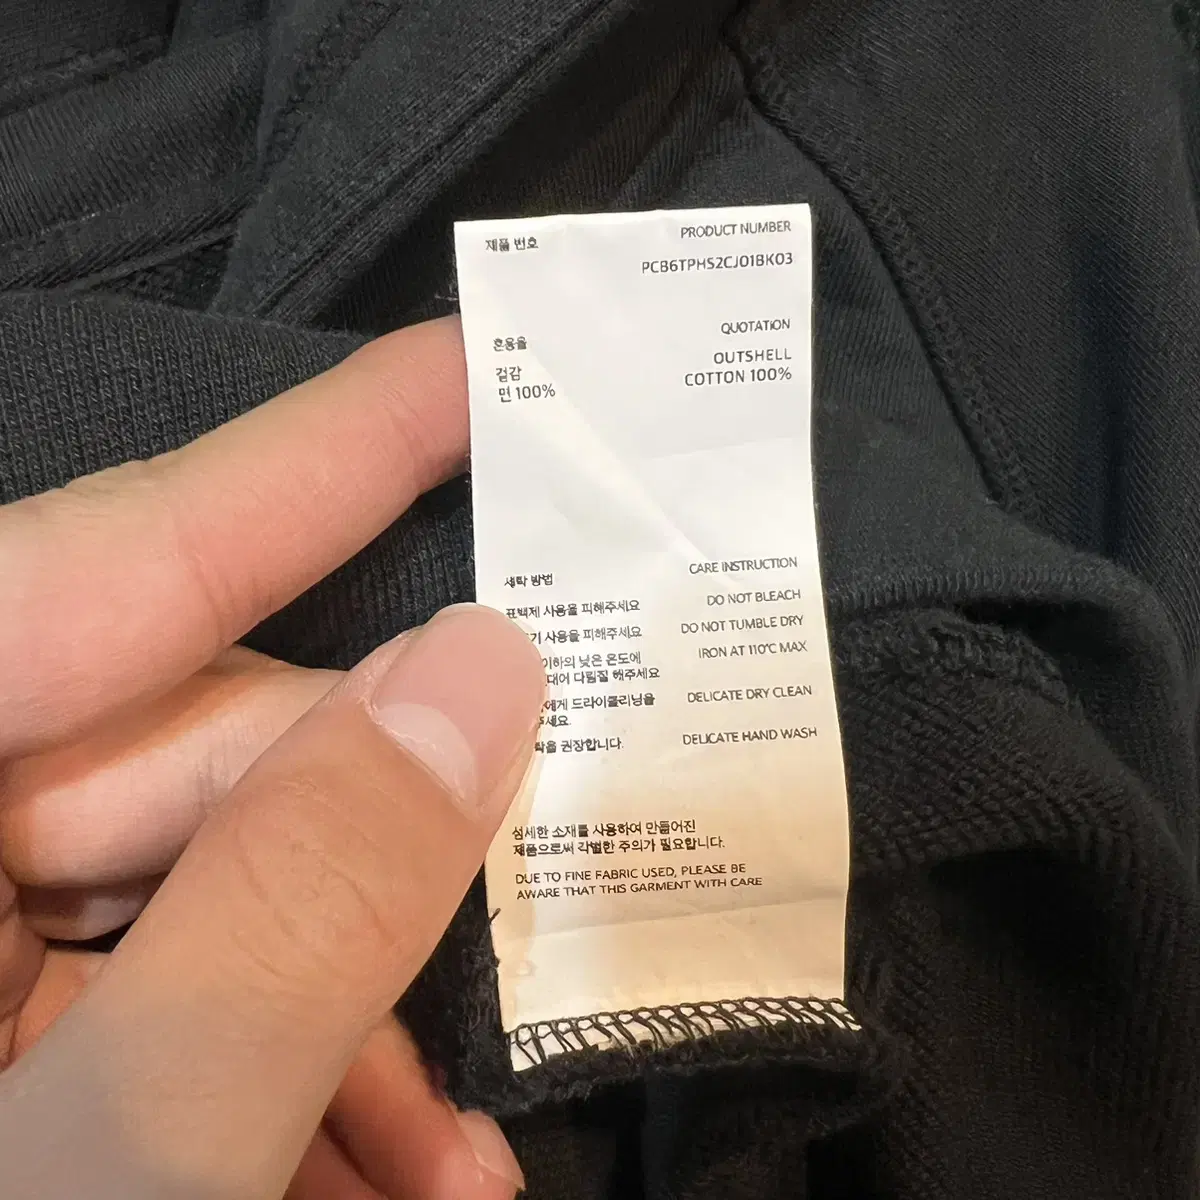 제품 번호 PRODUCT NUMBER
PCB6TPHS2CJ01BK03
혼용율 QUOTATION
겉감 OUTSHELL
면 100% COTTON 100%
세탁 방법 CARE INSTRUCTION
표백제 사용을 피해주세요 DO NOT BLEACH
사용을 피해주세요 DO NOT TUMBLE DRY
이하의 낮은 온도에 IRON AT 110℃ MAX
대어 다림질 해주세요
에게 드라이클리닝을 DELICATE DRY CLEAN
주세요
권장합니다. DELICATE HAND WASH
섬세한 소재를 사용하여 만들어진
제품으로써 각별한 주의가 필요합니다.
DUE TO FINE FABRIC USED, PLEASE BE
AWARE THAT THIS GARMENT WITH CARE